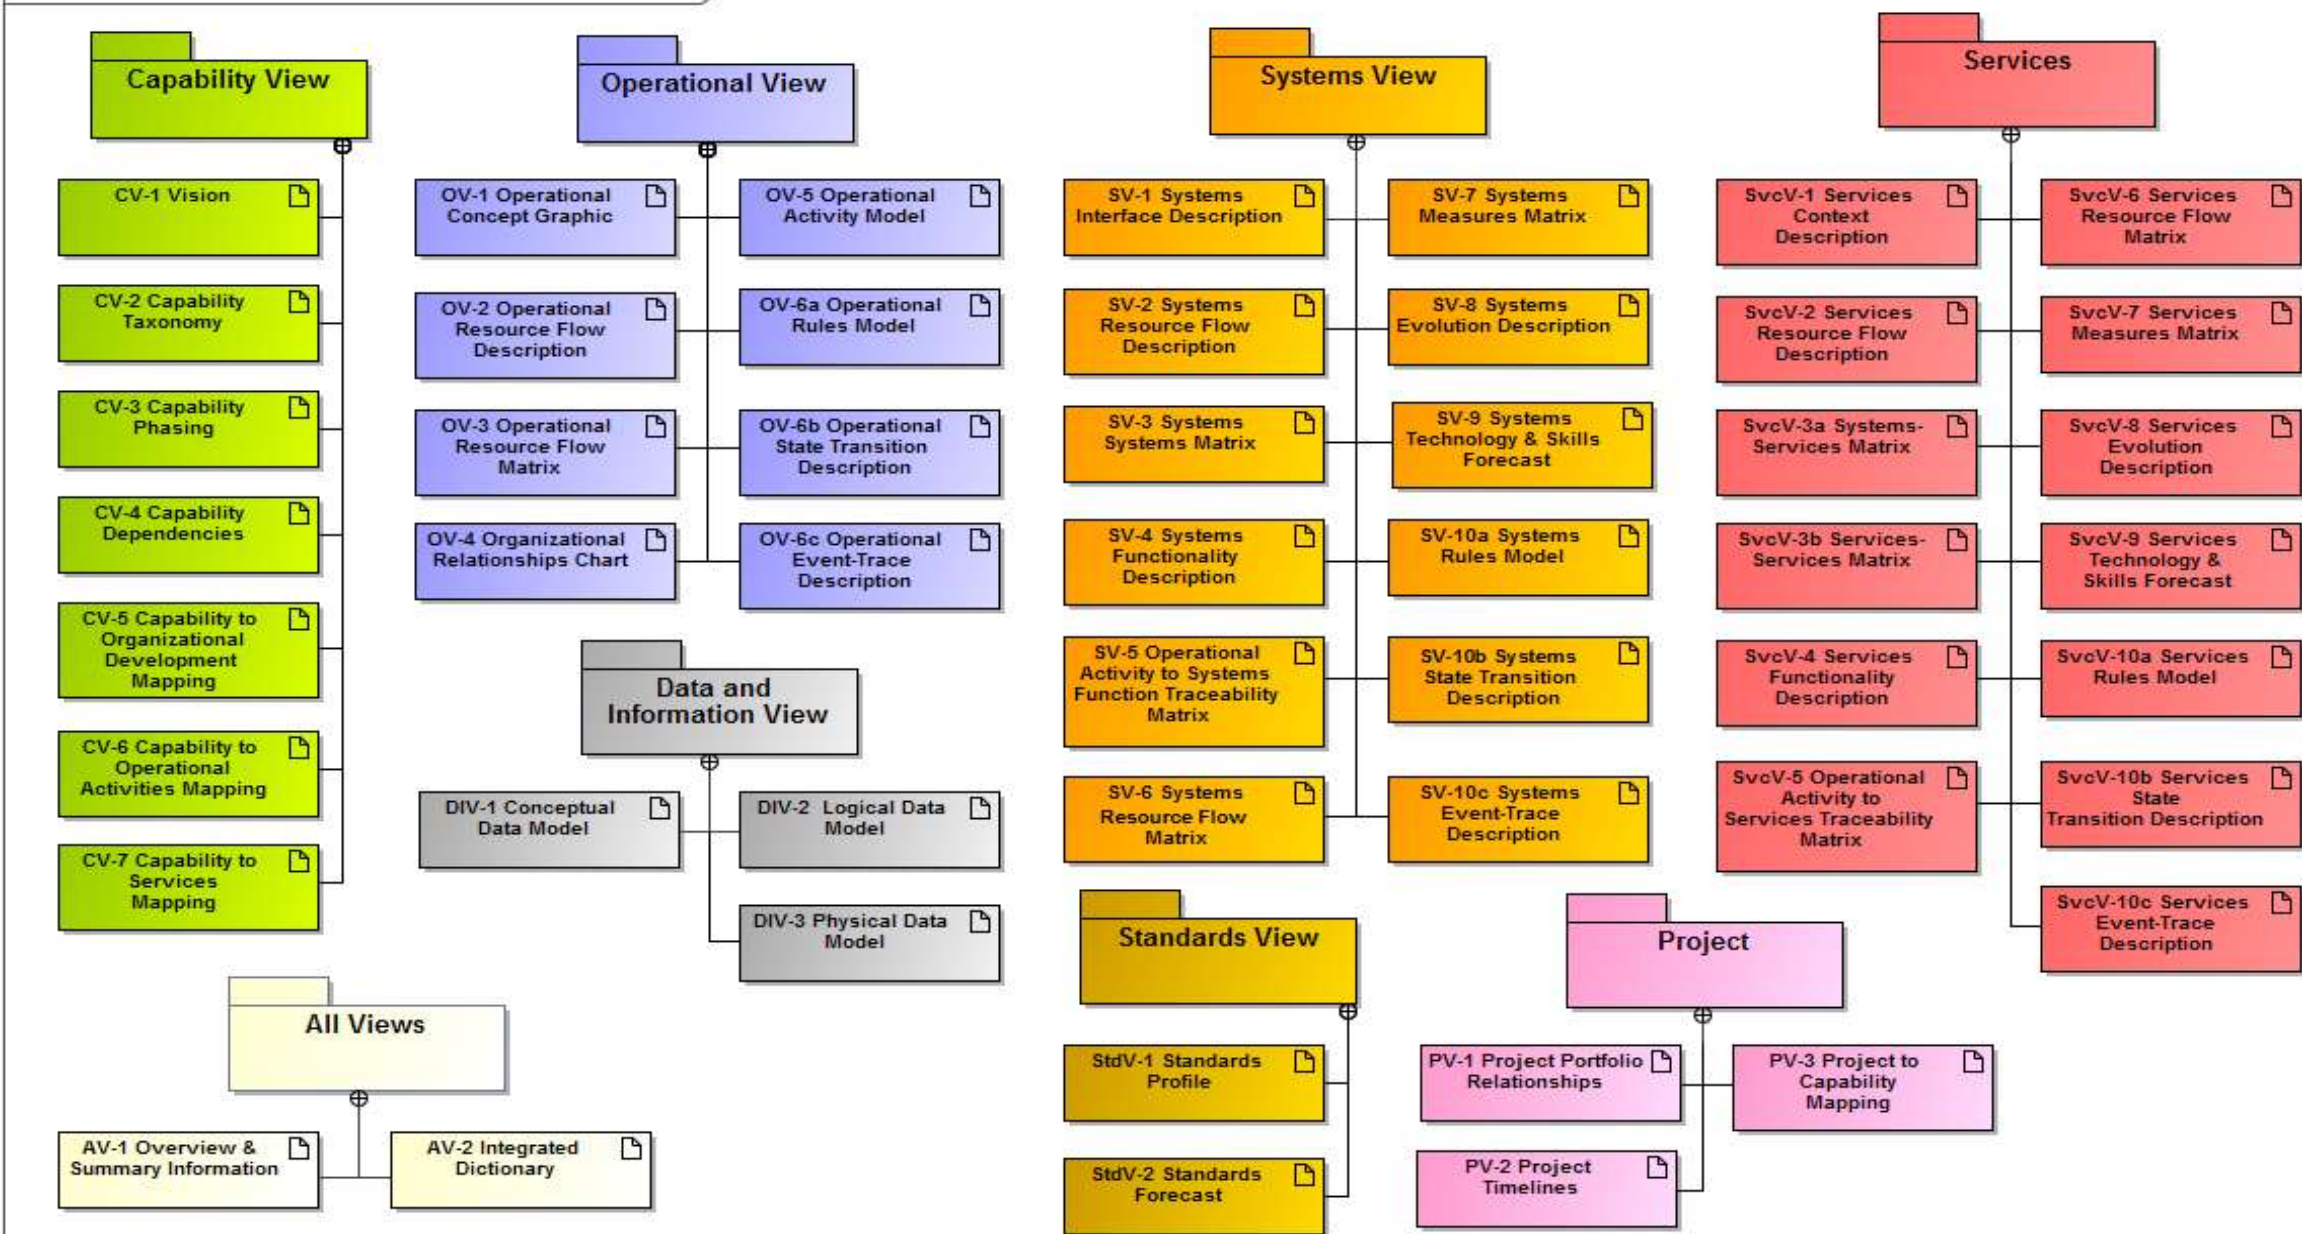 Capability View
CV-1 Vision
CV-2 Capability
Taxonomy
CV-3 Capability
Phasing
CV-4 Capability
Dependencies
CV-5 Capability to
Organizational
Development
Mapping
CV-6 Capability to
Operational
Activities Mapping
CV-7 Capability to
Services
Mapping
Operational View
OV-1 Operational
Concept Graphic
OV-2 Operational
Resource Flow
Description
OV-3 Operational
Resource Flow
Matrix
OV-4 Organizational
Relationships Chart
OV-5 Operational
Activity Model
OV-6a Operational
Rules Model
OV-6b Operational
State Transition
Description
OV-6c Operational
Event-Trace
Description
Data and
Information View
DIV-1 Conceptual
Data Model
DIV-2 Logical Data
Model
DIV-3 Physical Data
Model
All Views
AV-1 Overview &
Summary Information
AV-2 Integrated
Dictionary
Systems View
SV-1 Systems
Interface Description
SV-2 Systems
Resource Flow
Description
SV-3 Systems
Systems Matrix
SV-4 Systems
Functionality
Description
SV-5 Operational
Activity to Systems
Function Traceability
Matrix
SV-6 Systems
Resource Flow
Matrix
SV-7 Systems
Measures Matrix
SV-8 Systems
Evolution Description
SV-9 Systems
Technology & Skills
Forecast
SV-10a Systems
Rules Model
SV-10b Systems
State Transition
Description
SV-10c Systems
Event-Trace
Description
Standards View
StdV-1 Standards
Profile
StdV-2 Standards
Forecast
Project
PV-1 Project Portfolio
Relationships
PV-2 Project
Timelines
PV-3 Project to
Capability
Mapping
Services
SvcV-1 Services
Context
Description
SvcV-2 Services
Resource Flow
Description
SvcV-3a Systems-
Services Matrix
SvcV-3b Services-
Services Matrix
SvcV-4 Services
Functionality
Description
SvcV-5 Operational
Activity to
Services Traceability
Matrix
SvcV-6 Services
Resource Flow
Matrix
SvcV-7 Services
Measures Matrix
SvcV-8 Services
Evolution
Description
SvcV-9 Services
Technology &
Skills Forecast
SvcV-10a Services
Rules Model
SvcV-10b Services
State
Transition Description
SvcV-10c Services
Event-Trace
Description